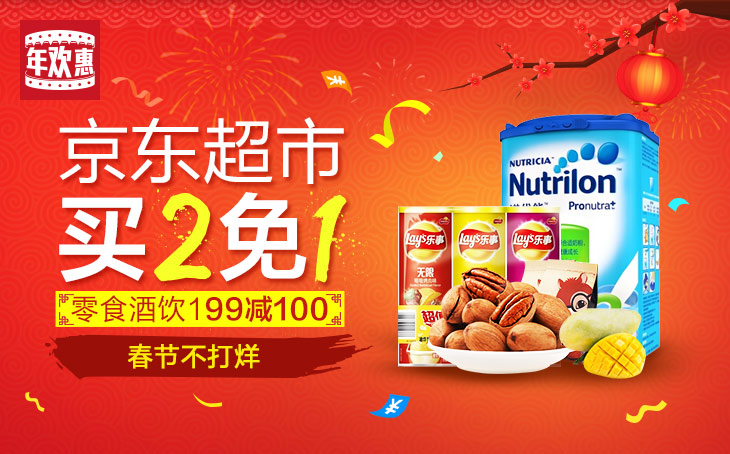 年欢惠
京东超市
买2免1
零食酒饮199减100
春节不打烊
NUTRICIA
Nutrilon
Pronutra+
Lay's乐事
Lay's乐事
Lay's乐事
无限